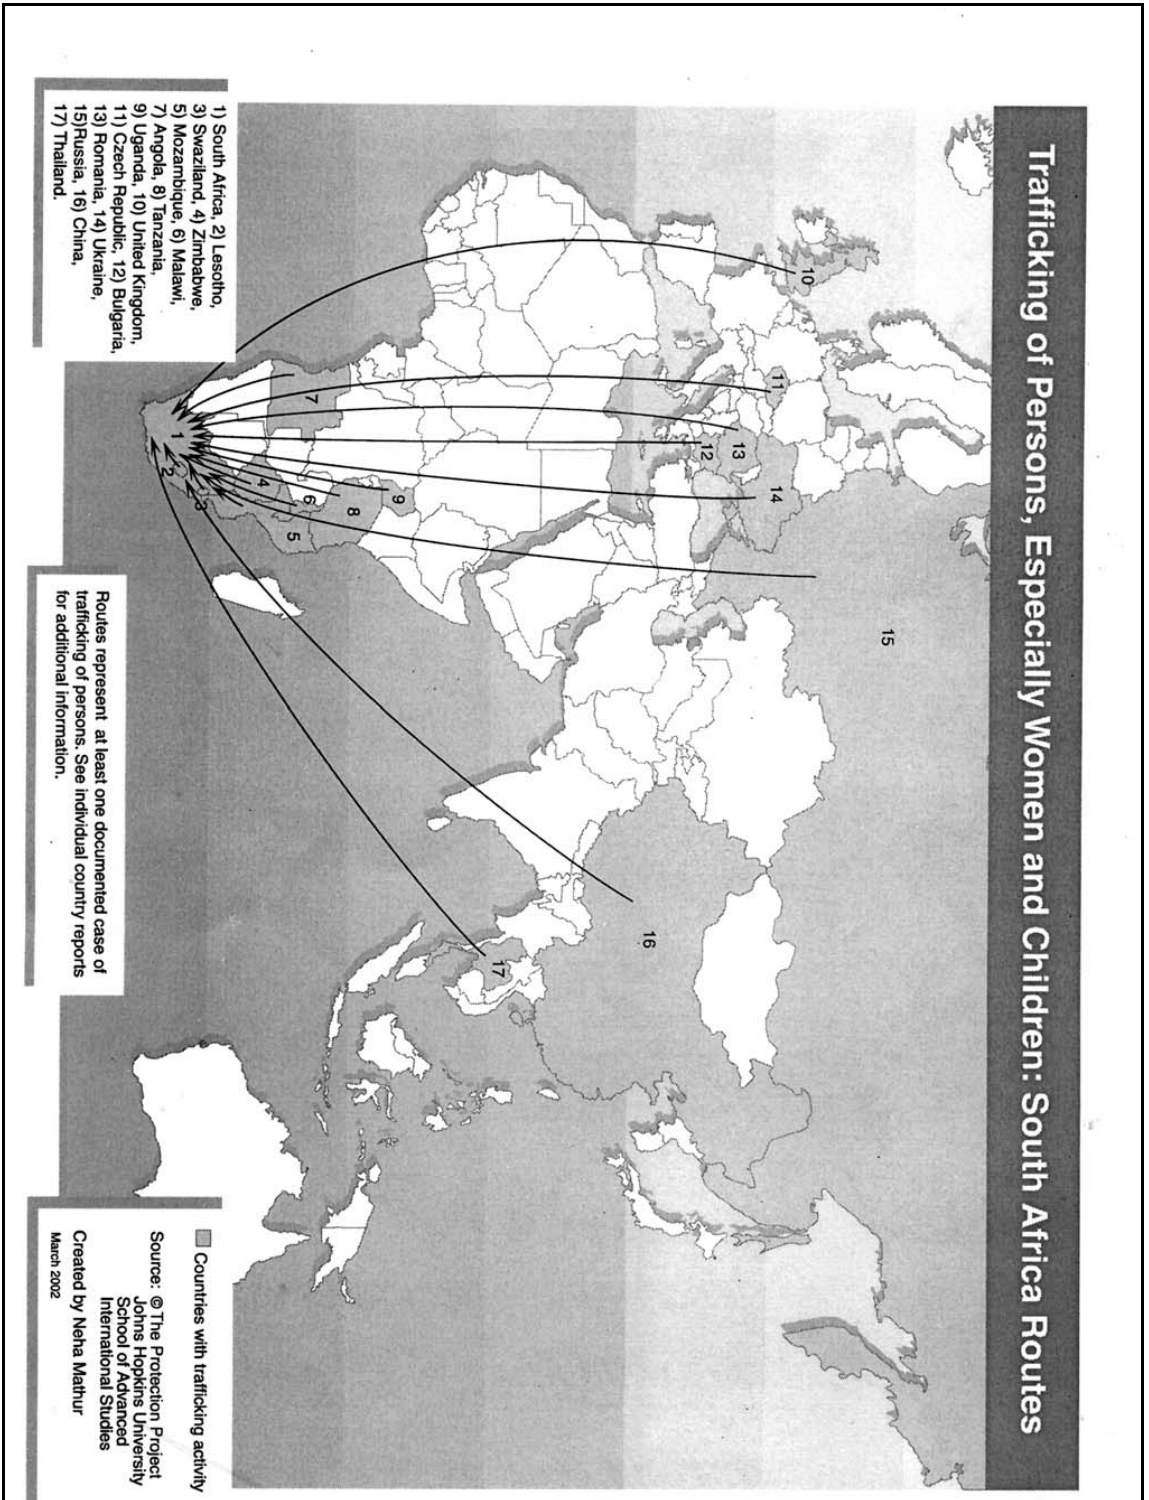 Trafficking of Persons, Especially Women and Children: South Africa Routes
10
11
13
12
14
15
7
9
8
6
4
5
1
2
3
16
17
1) South Africa, 2) Lesotho,
3) Swaziland, 4) Zimbabwe,
5) Mozambique, 6) Malawi,
7) Angola, 8) Tanzania,
9) Uganda, 10) United Kingdom,
11) Czech Republic, 12) Bulgaria,
13) Romania, 14) Ukraine,
15)Russia, 16) China,
17) Thailand.
Routes represent at least one documented case of
trafficking of persons. See individual country reports
for additional information.
Countries with trafficking activity
Source: © The Protection Project
Johns Hopkins University
School of Advanced
International Studies
Created by Neha Mathur
March 2002